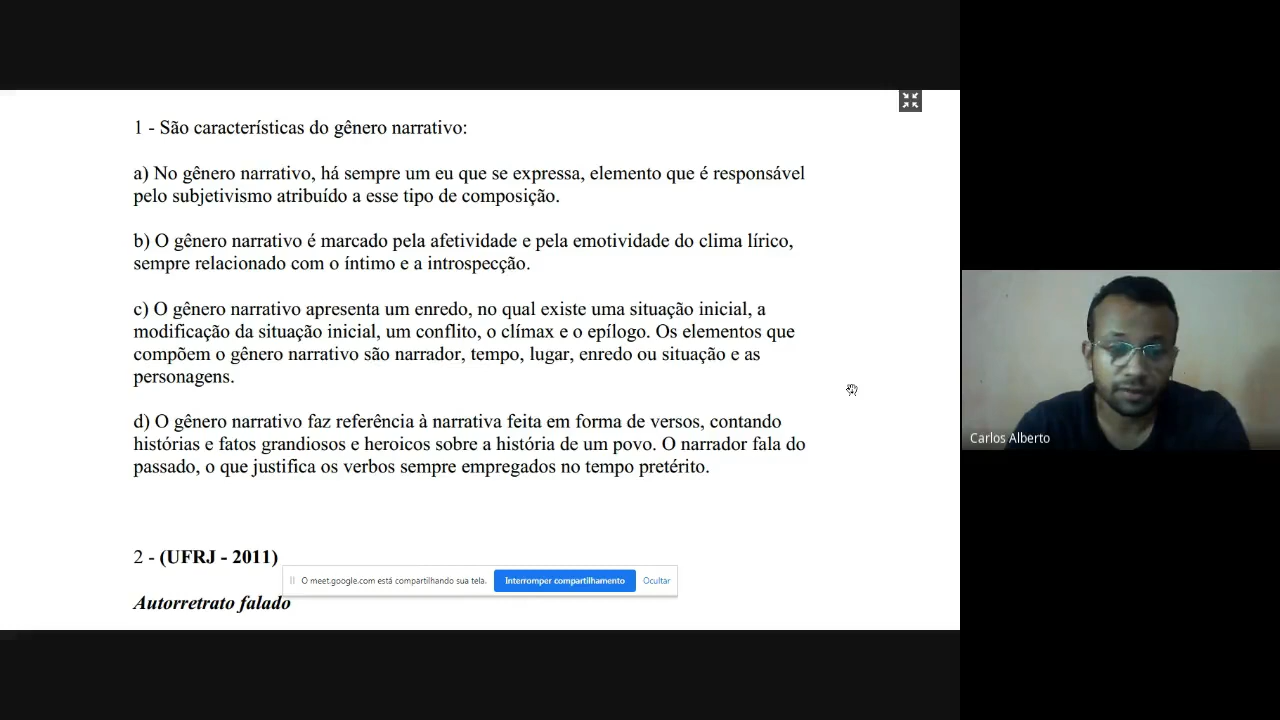 1 - São características do gênero narrativo:
a) No gênero narrativo, há sempre um eu que se expressa, elemento que é responsável
pelo subjetivismo atribuído a esse tipo de composição.
b) O gênero narrativo é marcado pela afetividade e pela emotividade do clima lírico,
sempre relacionado com o íntimo e a introspecção.
c) O gênero narrativo apresenta um enredo, no qual existe uma situação inicial, a
modificação da situação inicial, um conflito, o clímax e o epílogo. Os elementos que
compõem o gênero narrativo são narrador, tempo, lugar, enredo ou situação e as
personagens.
d) O gênero narrativo faz referência à narrativa feita em forma de versos, contando
histórias e fatos grandiosos e heroicos sobre a história de um povo. O narrador fala do
passado, o que justifica os verbos sempre empregados no tempo pretérito.
2 - (UFRJ - 2011)
O meet.google.com está compartilhando sua tela. Interromper compartilhamento Ocultar
Autorretrato falado
Carlos Alberto